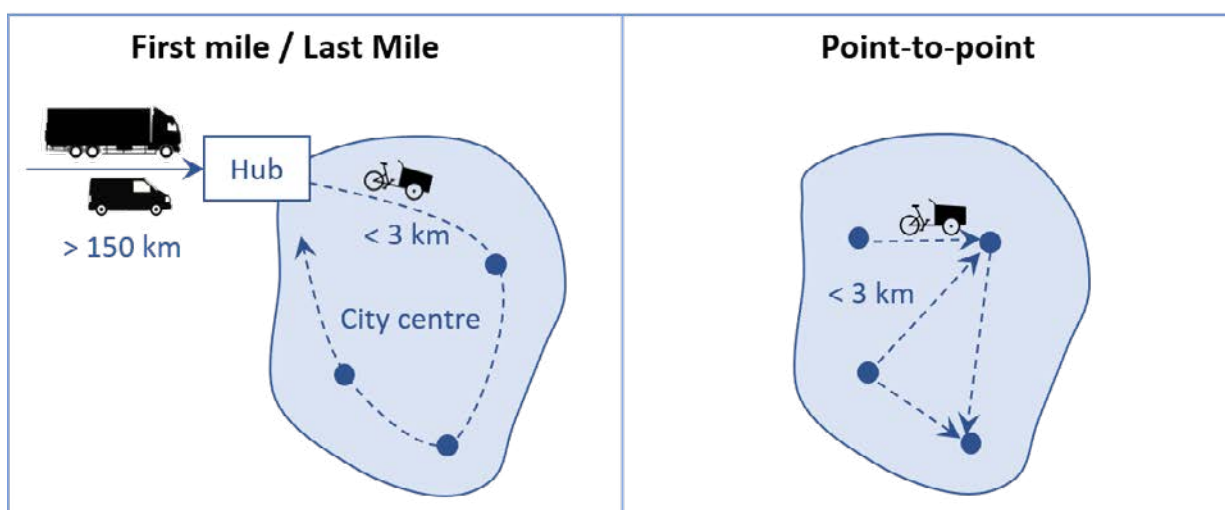 First mile / Last Mile
Hub
> 150 km
< 3 km
City centre
Point-to-point
< 3 km